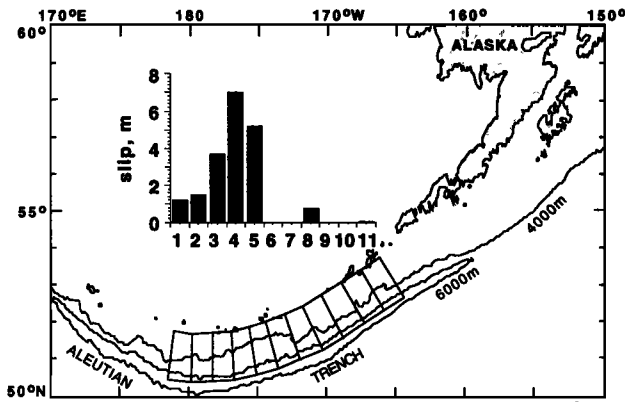 170°E 180° 170°W 160° 150°
60°
ALASKA
8
6
4
2
0
slip, m
1 2 3 4 5 6 7 8 9 10 11..
55°
4000m
6000m
ALEUTIAN
TRENCH
50°N